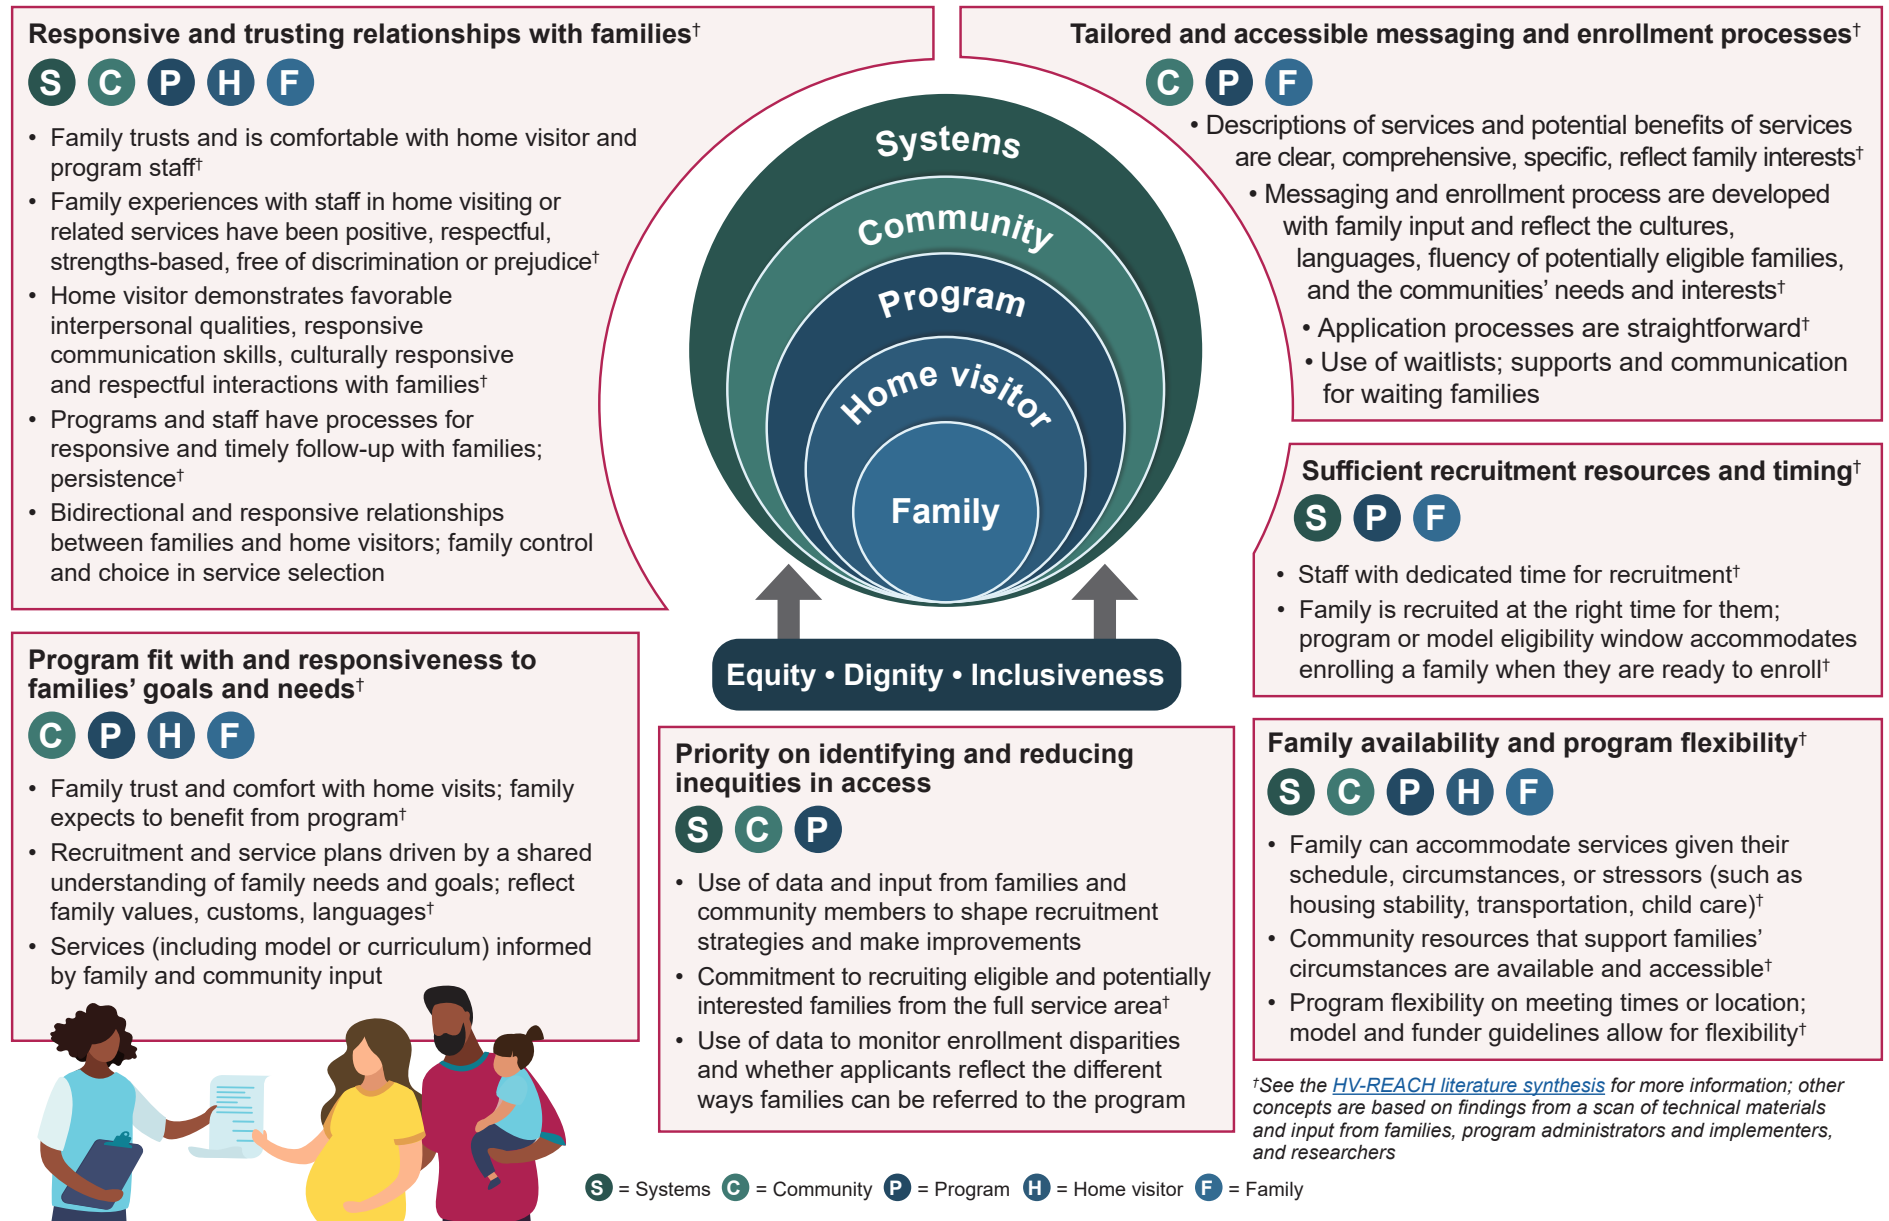 Responsive and trusting relationships with families†
S C P H F
• Family trusts and is comfortable with home visitor and
program staff†
• Family experiences with staff in home visiting or
related services have been positive, respectful,
strengths-based, free of discrimination or prejudice†
• Home visitor demonstrates favorable
interpersonal qualities, responsive
communication skills, culturally responsive
and respectful interactions with families†
• Programs and staff have processes for
responsive and timely follow-up with families;
persistence†
• Bidirectional and responsive relationships
between families and home visitors; family control
and choice in service selection
Tailored and accessible messaging and enrollment processes†
C P F
• Descriptions of services and potential benefits of services
are clear, comprehensive, specific, reflect family interests†
• Messaging and enrollment process are developed
with family input and reflect the cultures,
languages, fluency of potentially eligible families,
and the communities’ needs and interests†
• Application processes are straightforward†
• Use of waitlists; supports and communication
for waiting families
Systems
Community
Program
Home visitor
Family
Equity • Dignity • Inclusiveness
Sufficient recruitment resources and timing†
S P F
• Staff with dedicated time for recruitment†
• Family is recruited at the right time for them;
program or model eligibility window accommodates
enrolling a family when they are ready to enroll†
Program fit with and responsiveness to
families’ goals and needs†
C P H F
• Family trust and comfort with home visits; family
expects to benefit from program†
• Recruitment and service plans driven by a shared
understanding of family needs and goals; reflect
family values, customs, languages†
• Services (including model or curriculum) informed
by family and community input
Priority on identifying and reducing
inequities in access
S C P
• Use of data and input from families and
community members to shape recruitment
strategies and make improvements
• Commitment to recruiting eligible and potentially
interested families from the full service area†
• Use of data to monitor enrollment disparities
and whether applicants reflect the different
ways families can be referred to the program
Family availability and program flexibility†
S C P H F
• Family can accommodate services given their
schedule, circumstances, or stressors (such as
housing stability, transportation, child care)†
• Community resources that support families’
circumstances are available and accessible†
• Program flexibility on meeting times or location;
model and funder guidelines allow for flexibility†
†See the HV-REACH literature synthesis for more information; other
concepts are based on findings from a scan of technical materials
and input from families, program administrators and implementers,
and researchers
S = Systems C = Community P = Program H = Home visitor F = Family